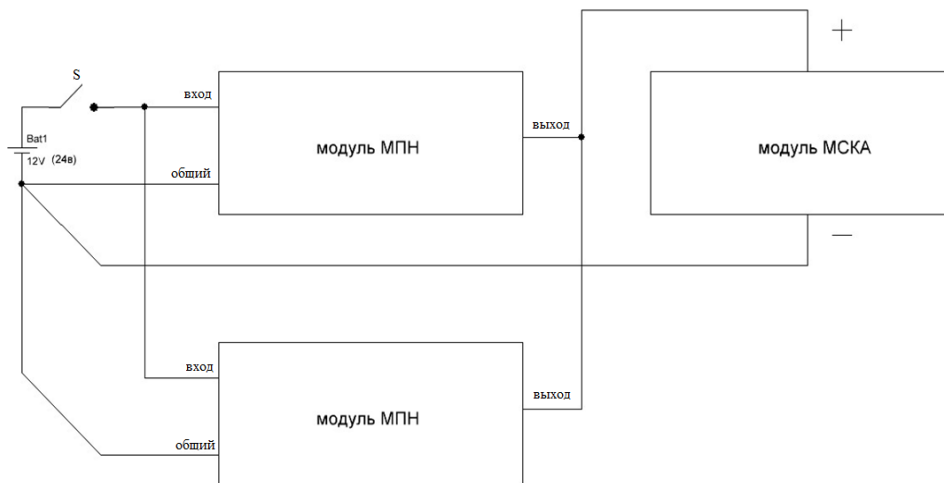 S
Bat1
12V (24в)
вход
общий
модуль МПН
выход
+
модуль МСКА
−
вход
общий
модуль МПН
выход